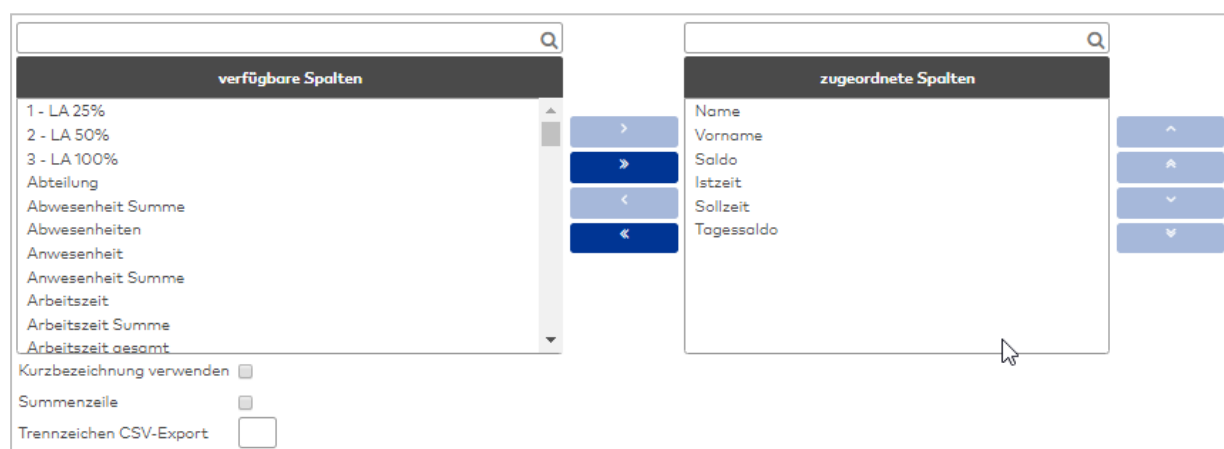 verfügbare Spalten
1 - LA 25%
2 - LA 50%
3 - LA 100%
Abteilung
Abwesenheit Summe
Abwesenheiten
Anwesenheit
Anwesenheit Summe
Arbeitszeit
Arbeitszeit Summe
Arbeitszeit gesamt
zugeordnete Spalten
Name
Vorname
Saldo
Istzeit
Sollzeit
Tagessaldo
Kurzbezeichnung verwenden
Summenzeile
Trennzeichen CSV-Export